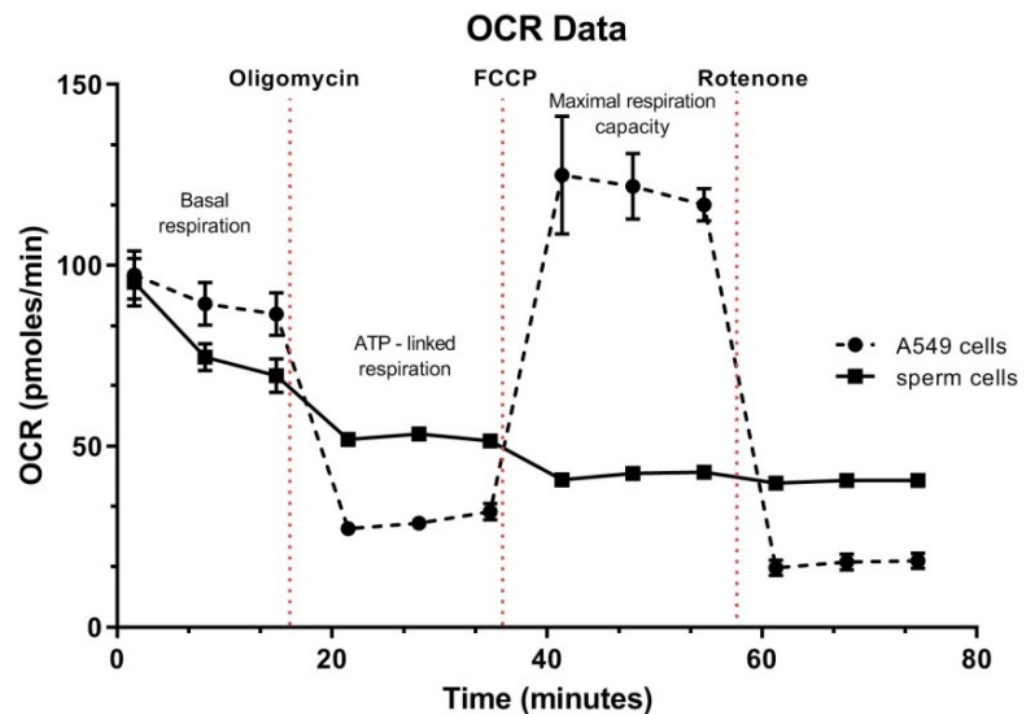 OCR Data
Oligomycin
FCCP
Rotenone
Maximal respiration
capacity
Basal
respiration
ATP - linked
respiration
A549 cells
sperm cells
OCR (pmoles/min)
150
100
50
0
0
20
40
60
80
Time (minutes)